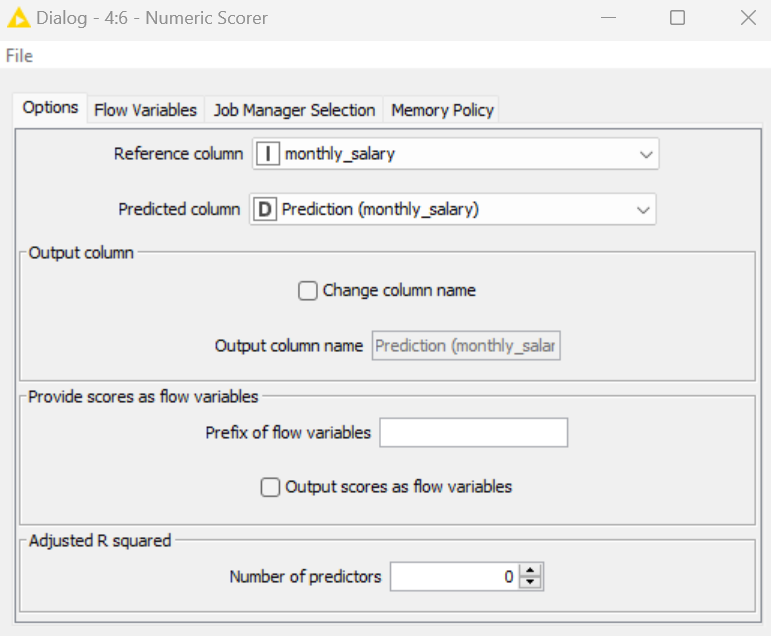 Dialog - 4:6 - Numeric Scorer
File
Options Flow Variables Job Manager Selection Memory Policy
Reference column I monthly_salary
Predicted column D Prediction (monthly_salary)
Output column
Change column name
Output column name Prediction (monthly_salar
Provide scores as flow variables
Prefix of flow variables
Output scores as flow variables
Adjusted R squared
Number of predictors 0